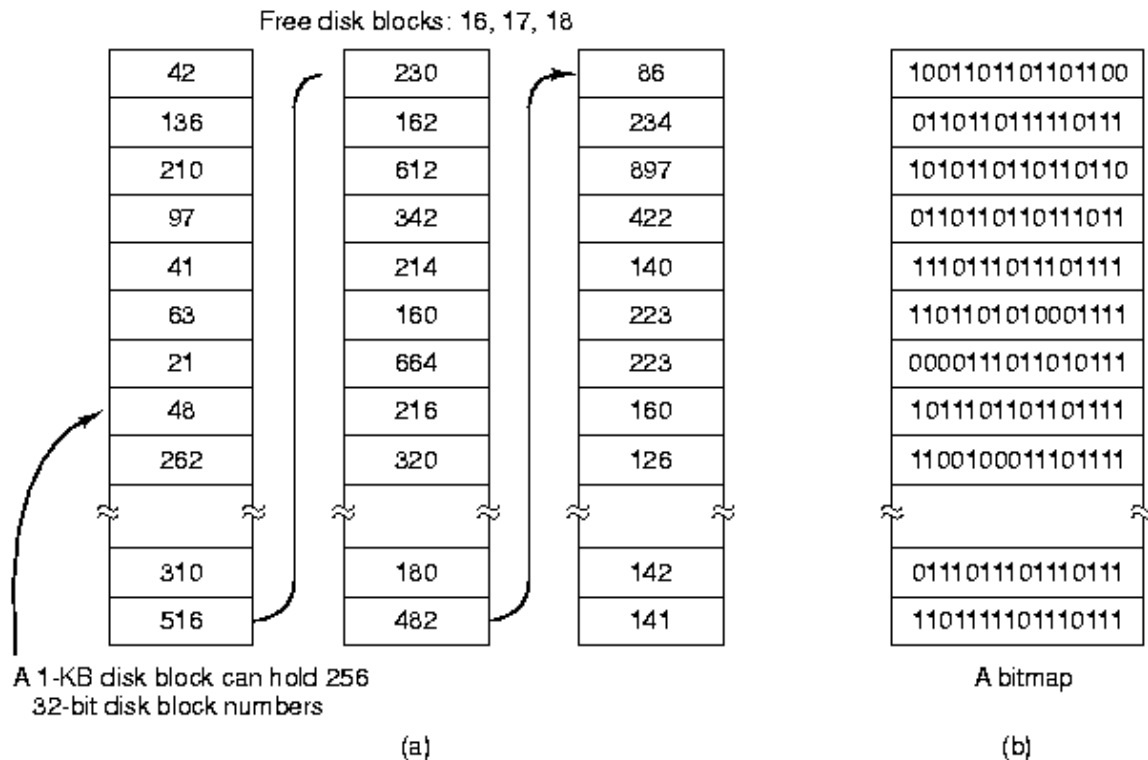 Free disk blocks: 16, 17, 18
42 230 86 1001101101101100
136 162 234 0110110111110111
210 612 897 1010110110110110
97 342 422 0110110110111011
41 214 140 1110111011101111
63 160 223 1101101010001111
21 664 223 0000111011010111
48 216 160 1011101101101111
262 320 126 1100100011101111
310 180 142 0111011101110111
516 482 141 1101111101110111
A 1-KB disk block can hold 256
32-bit disk block numbers
A bitmap
(a) (b)